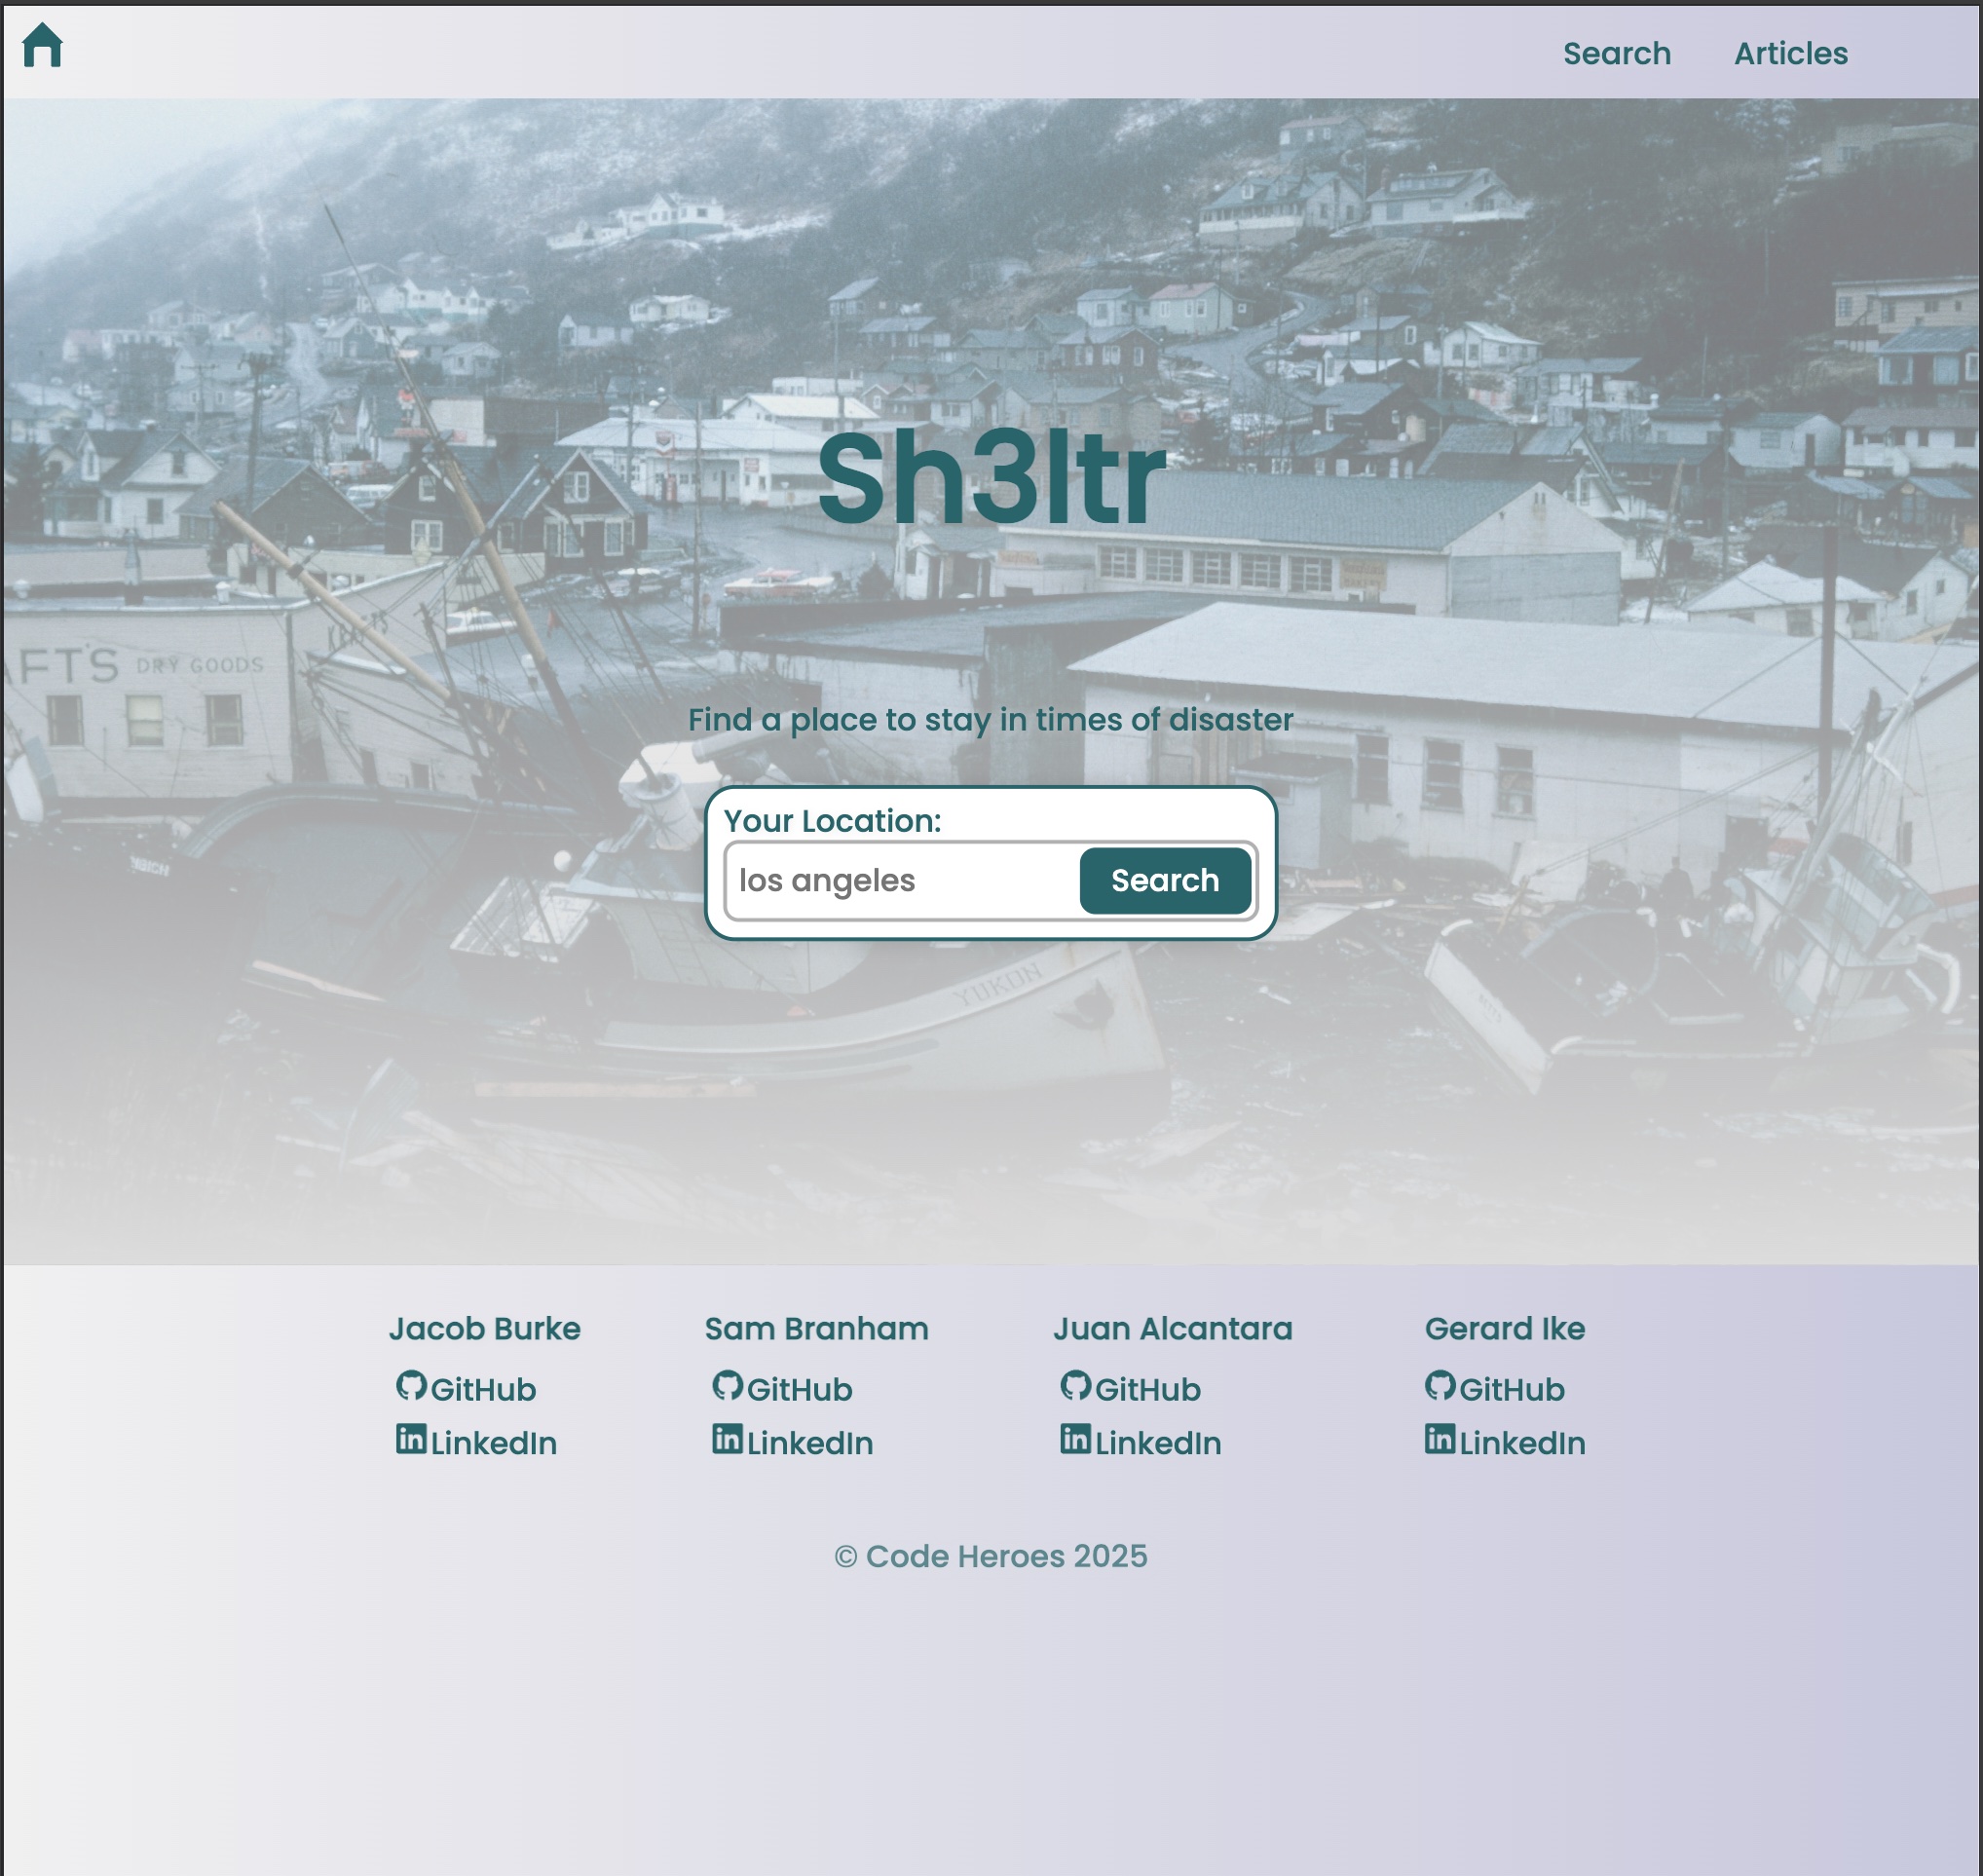 Search Articles
Sh3ltr
AFT'S DRY GOODS
KRAFT'S
Find a place to stay in times of disaster
Your Location:
los angeles Search
YUKON
Jacob Burke Sam Branham Juan Alcantara Gerard Ike
GitHub GitHub GitHub GitHub
LinkedIn LinkedIn LinkedIn LinkedIn
© Code Heroes 2025